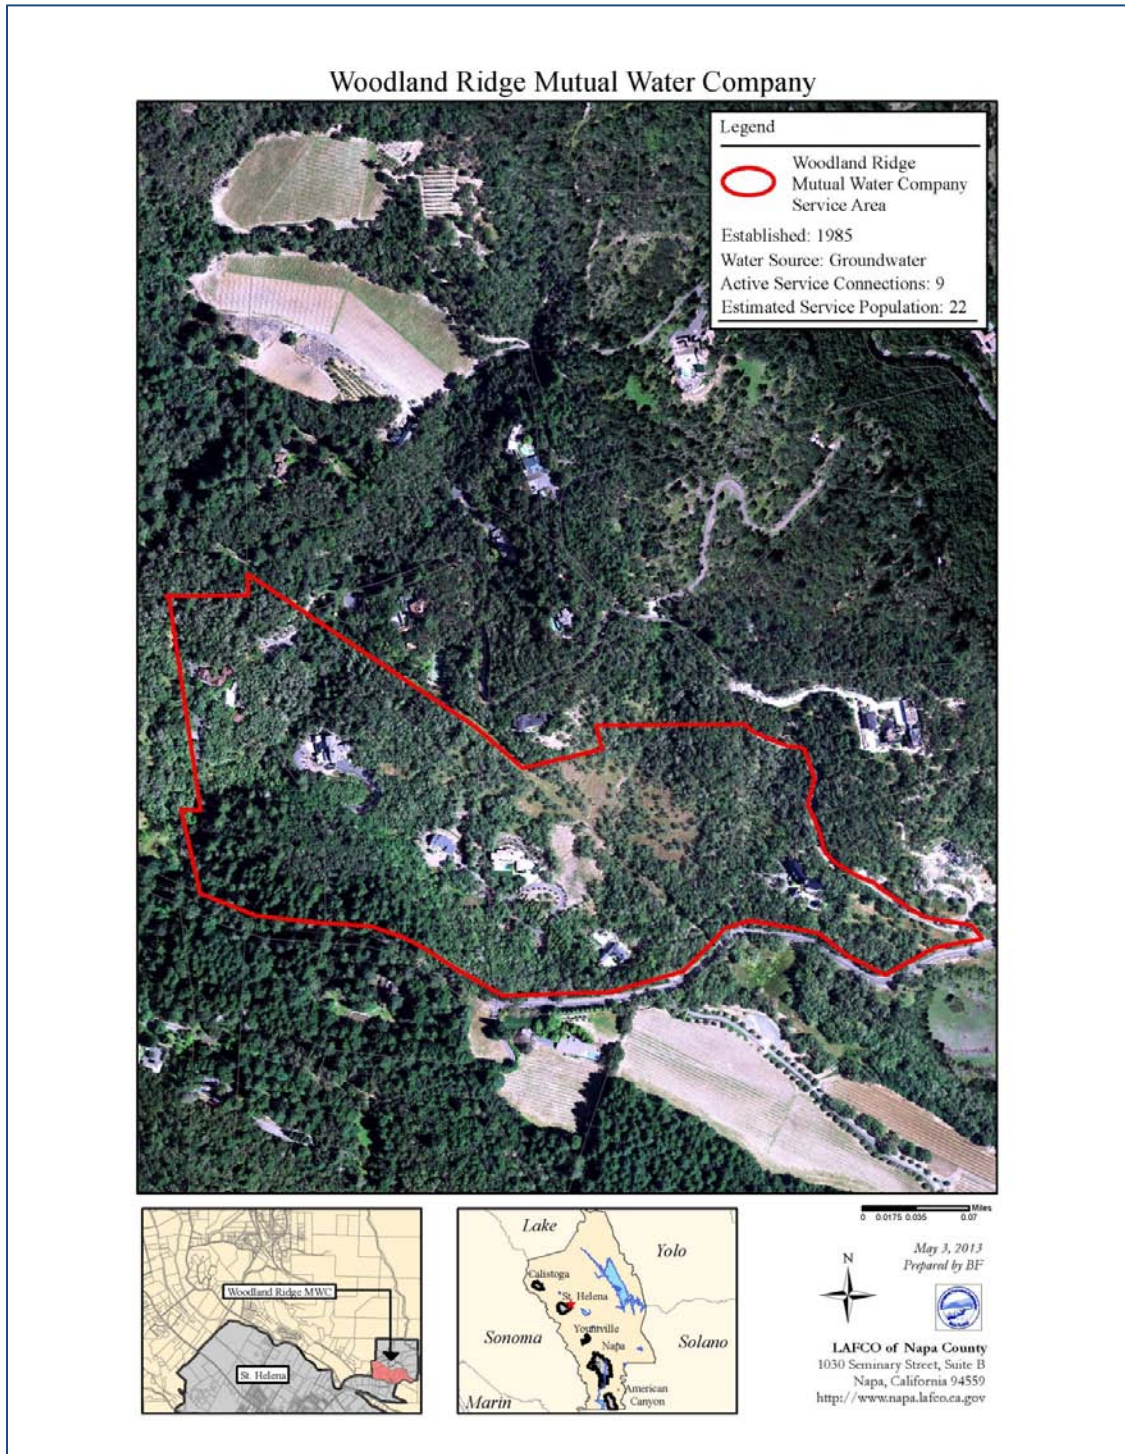 Woodland Ridge Mutual Water Company
Legend
Woodland Ridge
Mutual Water Company
Service Area
Established: 1985
Water Source: Groundwater
Active Service Connections: 9
Estimated Service Population: 22
Woodland Ridge MWC
St. Helena
Lake
Yolo
Calistoga
St. Helena
Sonoma
Yountville
Solano
Napa
American
Canyon
Marin
Miles
0 0.0175 0.035 0.07
May 3, 2013
Prepared by BF
N
LAFCO of Napa County
1030 Seminary Street, Suite B
Napa, California 94559
http://www.napa.lafco.ca.gov